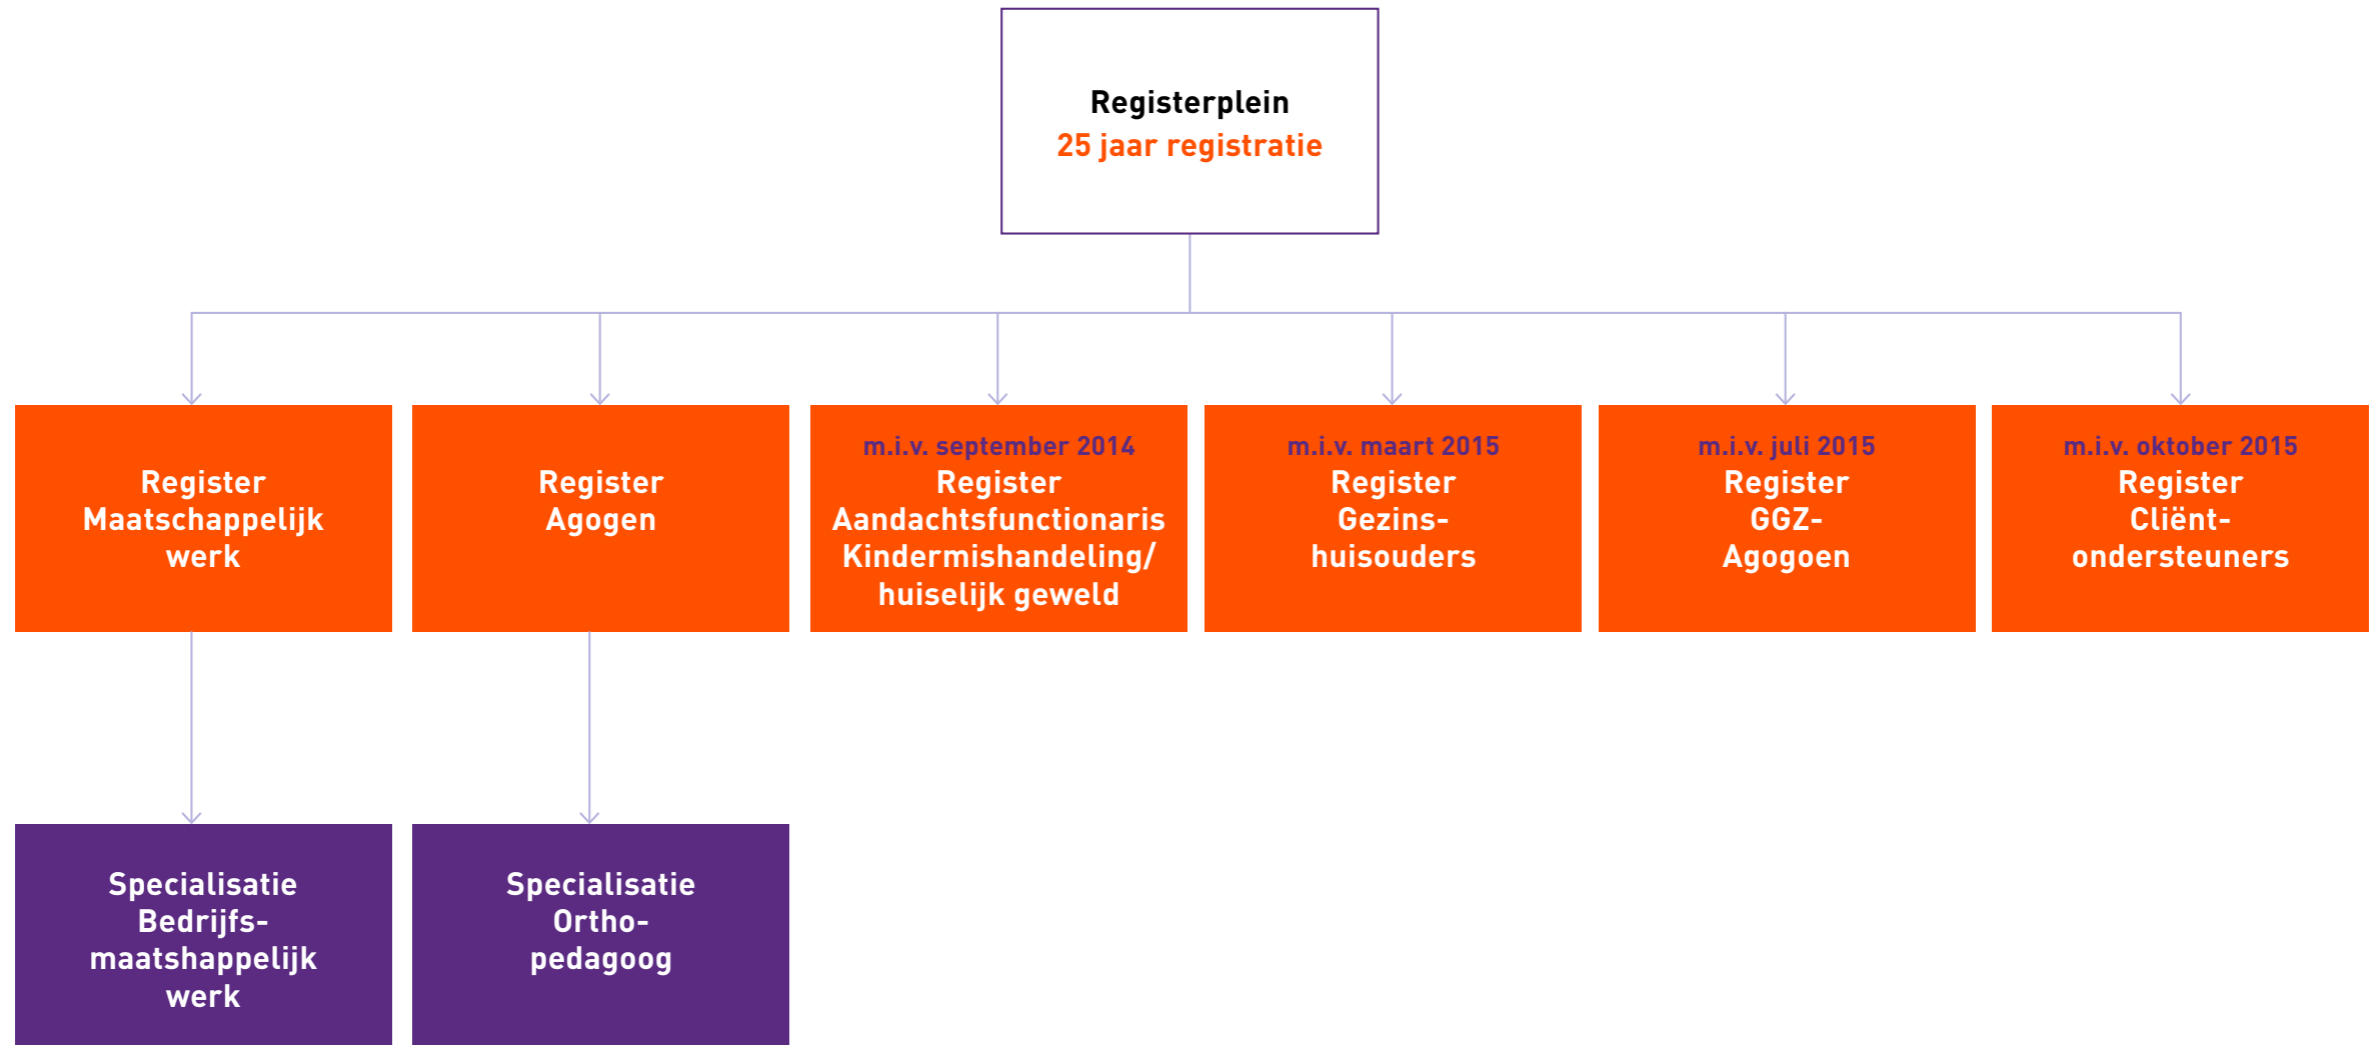 Registerplein
25 jaar registratie
Register
Maatschappelijk
werk
Register
Agogen
m.i.v. september 2014
Register
Aandachtsfunctionaris
Kindermishandeling/
huiselijk geweld
m.i.v. maart 2015
Register
Gezins-
huisouders
m.i.v. juli 2015
Register
GGZ-
Agogoen
m.i.v. oktober 2015
Register
Cliënt-
ondersteuners
Specialisatie
Bedrijfs-
maatshappelijk
werk
Specialisatie
Ortho-
pedagoog